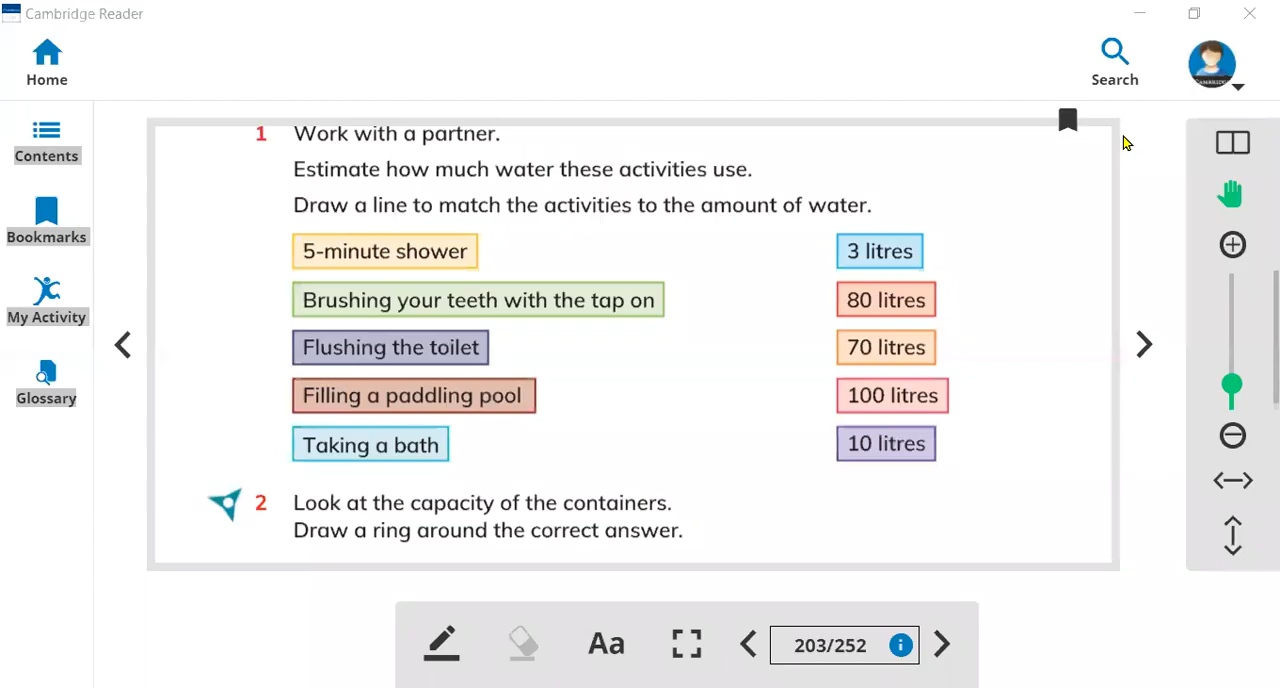 Cambridge Reader
Home
Search
Contents
Bookmarks
My Activity
Glossary
1 Work with a partner.
Estimate how much water these activities use.
Draw a line to match the activities to the amount of water.
5-minute shower 3 litres
Brushing your teeth with the tap on 80 litres
Flushing the toilet 70 litres
Filling a paddling pool 100 litres
Taking a bath 10 litres
2 Look at the capacity of the containers.
Draw a ring around the correct answer.
Aa 203/252 i